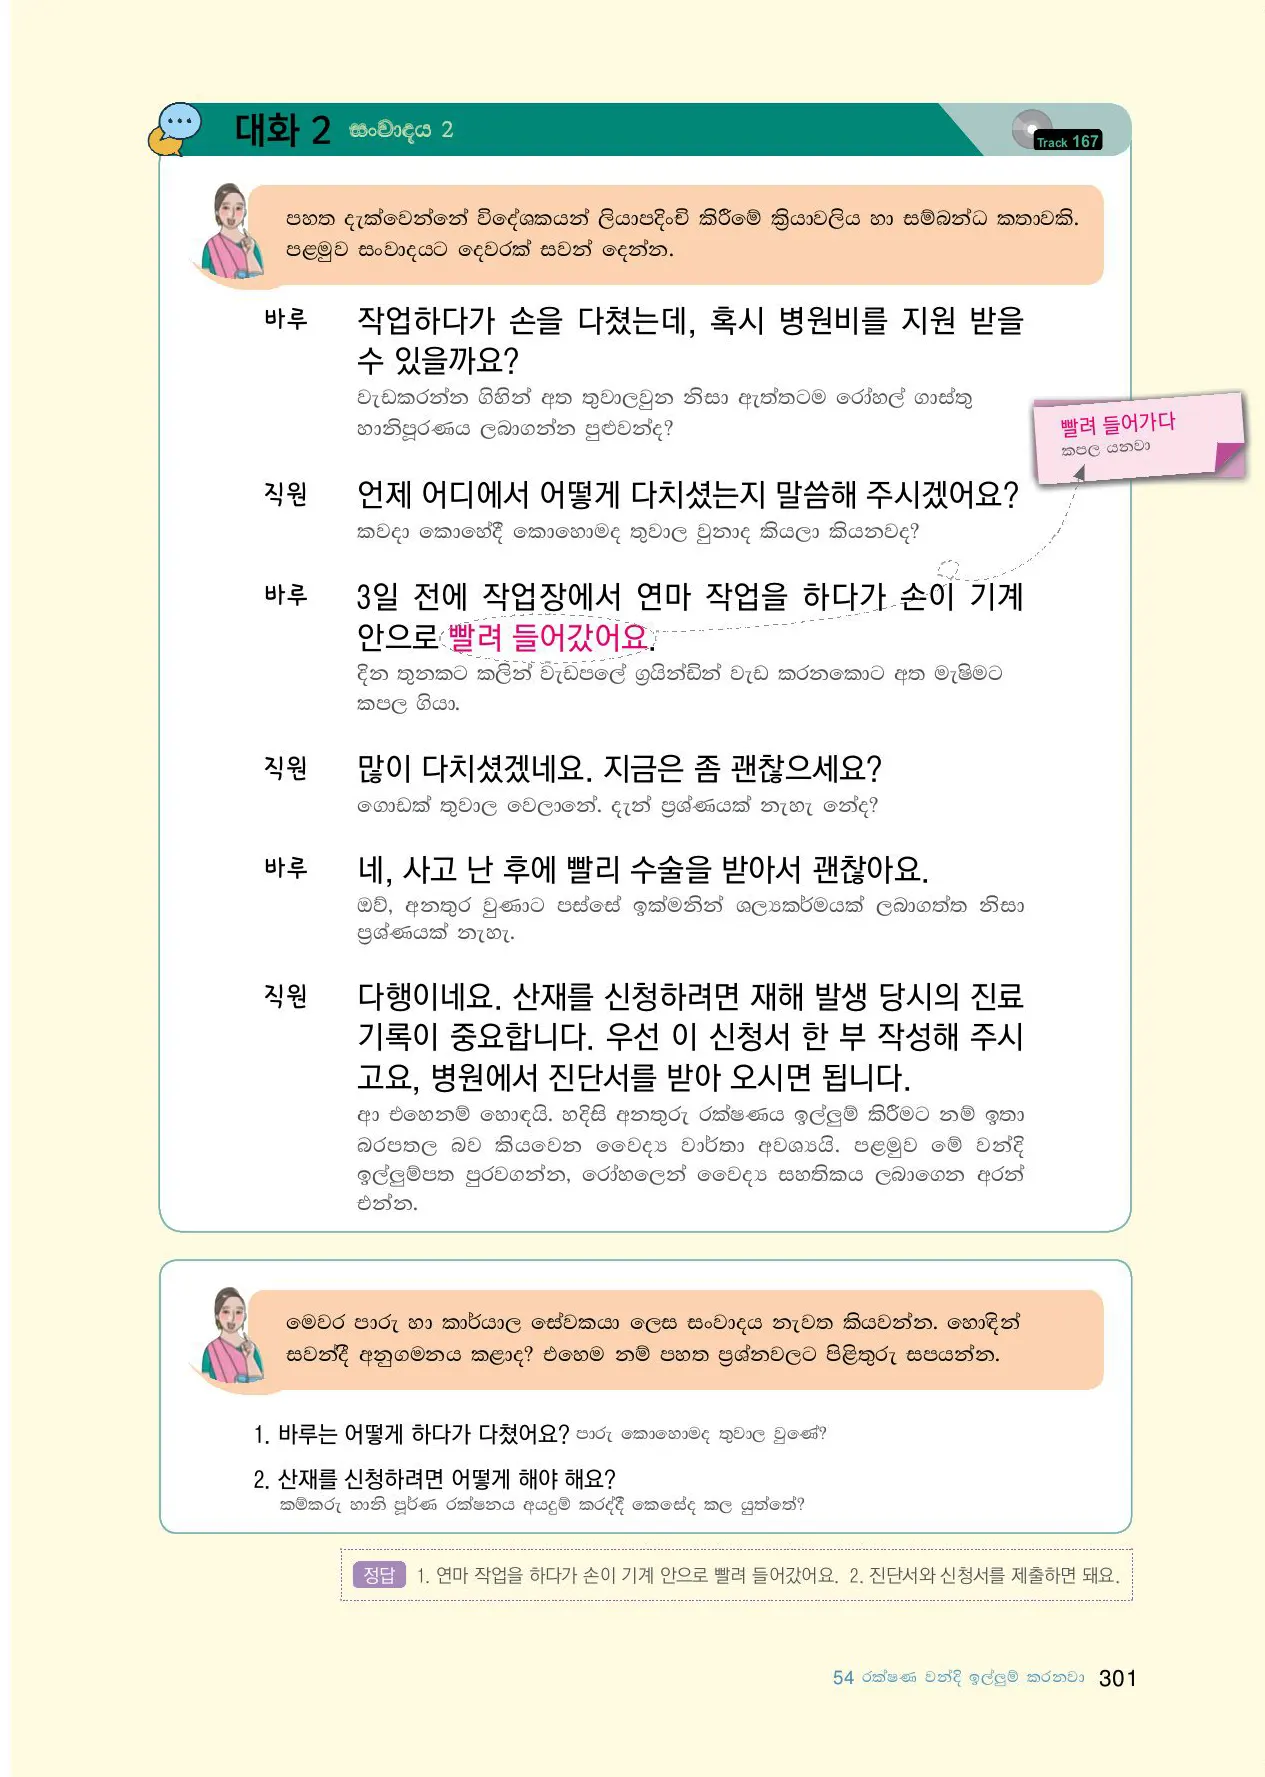 대화 2 සංවාදය 2
Track 167
පහත දැක්වෙන්නේ විදේශකයන් ලියාපදිංචි කිරීමේ ක්‍රියාවලිය හා සම්බන්ධ කතාවකි.
පළමුව සංවාදයට දෙවරක් සවන් දෙන්න.
바루 작업하다가 손을 다쳤는데, 혹시 병원비를 지원 받을
수 있을까요?
වැඩකරන්න ගිහින් අත තුවාලවුන නිසා ඇත්තටම රෝහල් ගාස්තු
හානිපූරණය ලබාගන්න පුළුවන්ද?
빨려 들어가다
කපල යනවා
직원 언제 어디에서 어떻게 다치셨는지 말씀해 주시겠어요?
කවදා කොහේදී කොහොමද තුවාල වුනාද කියලා කියනවද?
바루 3일 전에 작업장에서 연마 작업을 하다가 손이 기계
안으로 빨려 들어갔어요.
දින තුනකට කලින් වැඩපලේ ග්‍රයින්ඩින් වැඩ කරනකොට අත මැෂිමට
කපල ගියා.
직원 많이 다치셨겠네요. 지금은 좀 괜찮으세요?
ගොඩක් තුවාල වෙලානේ. දැන් ප්‍රශ්ණයක් නැහැ නේද?
바루 네, 사고 난 후에 빨리 수술을 받아서 괜찮아요.
ඔව්, අනතුර වුණාට පස්සේ ඉක්මනින් ශල්‍යකර්මයක් ලබාගත්ත නිසා
ප්‍රශ්ණයක් නැහැ.
직원 다행이네요. 산재를 신청하려면 재해 발생 당시의 진료
기록이 중요합니다. 우선 이 신청서 한 부 작성해 주시
고요, 병원에서 진단서를 받아 오시면 됩니다.
ආ එහෙනම් හොඳයි. හදිසි අනතුරු රක්ෂණය ඉල්ලුම් කිරීමට නම් ඉතා
බරපතල බව කියවෙන වෛද්‍ය වාර්තා අවශ්‍යයි. පළමුව මේ වන්දි
ඉල්ලුම්පත පුරවගන්න, රෝහලෙන් වෛද්‍ය සහතිකය ලබාගෙන අරන්
එන්න.
මෙවර පාරු හා කාර්යාල සේවකයා ලෙස සංවාදය නැවත කියවන්න. හොඳින්
සවන්දී අනුගමනය කළාද? එහෙම නම් පහත ප්‍රශ්නවලට පිළිතුරු සපයන්න.
1. 바루는 어떻게 하다가 다쳤어요? පාරු කොහොමද තුවාල වුණේ?
2. 산재를 신청하려면 어떻게 해야 해요?
කම්කරු හානි පූර්ණ රක්ෂනය අයදුම් කරද්දී කෙසේද කල යුත්තේ?
정답 1. 연마 작업을 하다가 손이 기계 안으로 빨려 들어갔어요. 2. 진단서와 신청서를 제출하면 돼요.
54 රක්ෂණ වන්දි ඉල්ලුම් කරනවා 301